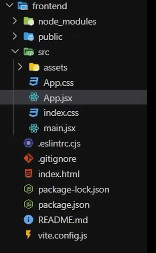 frontend
node_modules
public
src
assets
App.css
App.jsx
index.css
main.jsx
.eslintrc.cjs
.gitignore
index.html
package-lock.json
package.json
README.md
vite.config.js